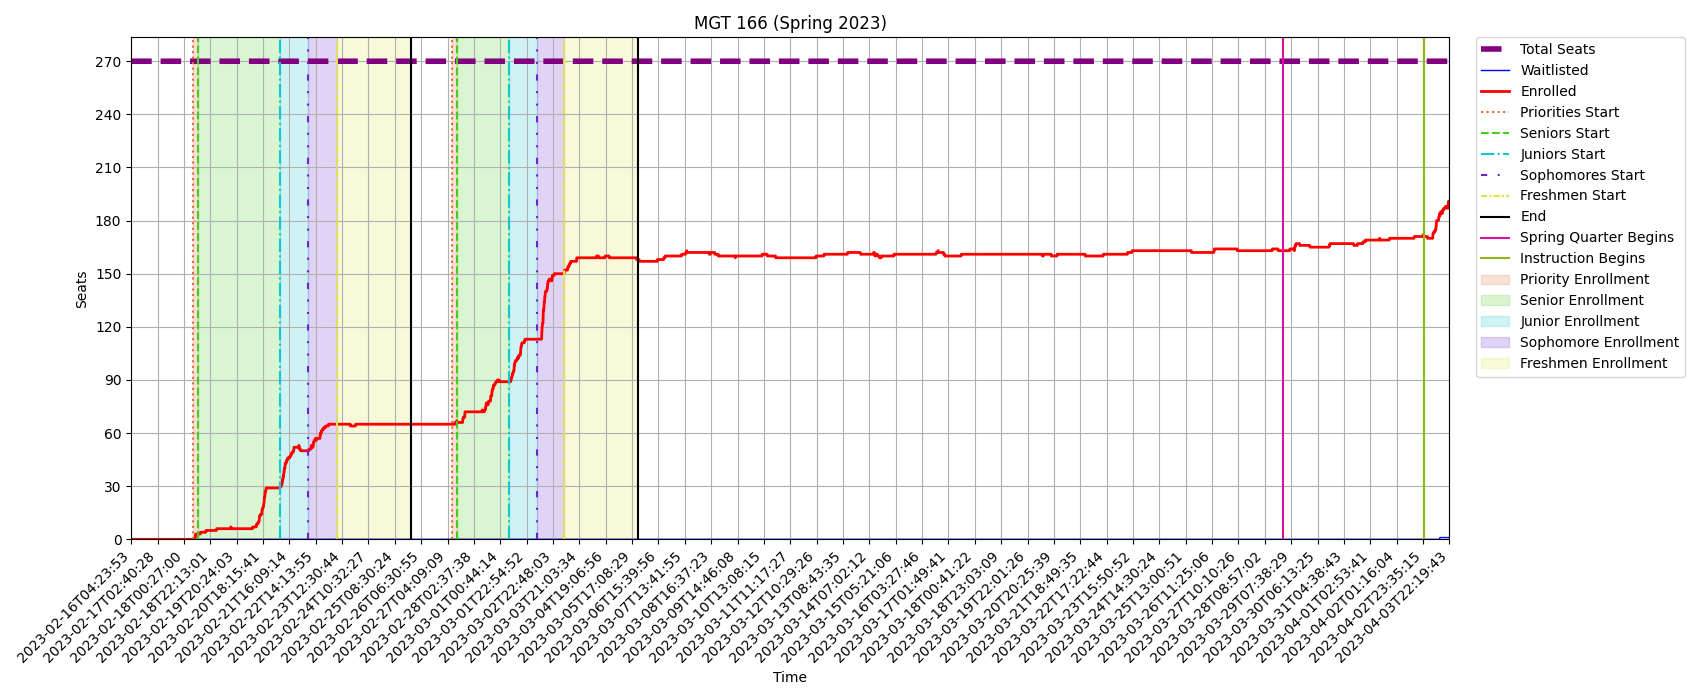 MGT 166 (Spring 2023)
270
240
210
180
150
120
90
60
30
0
Seats
2023-02-16T04:23:53
2023-02-17T02:40:28
2023-02-18T00:27:00
2023-02-18T22:13:01
2023-02-19T20:24:03
2023-02-20T18:15:41
2023-02-21T16:09:14
2023-02-22T14:13:55
2023-02-23T12:30:44
2023-02-24T10:32:27
2023-02-25T08:30:24
2023-02-26T06:30:55
2023-02-27T04:09:09
2023-02-28T02:37:38
2023-03-01T00:44:14
2023-03-01T22:54:52
2023-03-02T22:48:03
2023-03-03T21:03:34
2023-03-04T19:06:56
2023-03-05T17:08:29
2023-03-06T15:39:56
2023-03-07T13:41:55
2023-03-08T16:37:23
2023-03-09T14:46:08
2023-03-10T13:08:15
2023-03-11T11:17:27
2023-03-12T10:29:26
2023-03-13T08:43:35
2023-03-14T07:02:12
2023-03-15T05:21:06
2023-03-16T03:27:46
2023-03-17T01:49:41
2023-03-18T00:41:22
2023-03-18T23:03:09
2023-03-19T22:01:26
2023-03-20T20:25:39
2023-03-21T18:49:35
2023-03-22T17:22:44
2023-03-23T15:50:52
2023-03-24T14:30:24
2023-03-25T13:00:51
2023-03-26T11:25:06
2023-03-27T10:10:26
2023-03-28T08:57:02
2023-03-29T07:38:29
2023-03-30T06:13:25
2023-03-31T04:38:43
2023-04-01T02:53:41
2023-04-02T01:16:04
2023-04-02T23:35:15
2023-04-03T22:19:43
Time
Total Seats
Waitlisted
Enrolled
Priorities Start
Seniors Start
Juniors Start
Sophomores Start
Freshmen Start
End
Spring Quarter Begins
Instruction Begins
Priority Enrollment
Senior Enrollment
Junior Enrollment
Sophomore Enrollment
Freshmen Enrollment